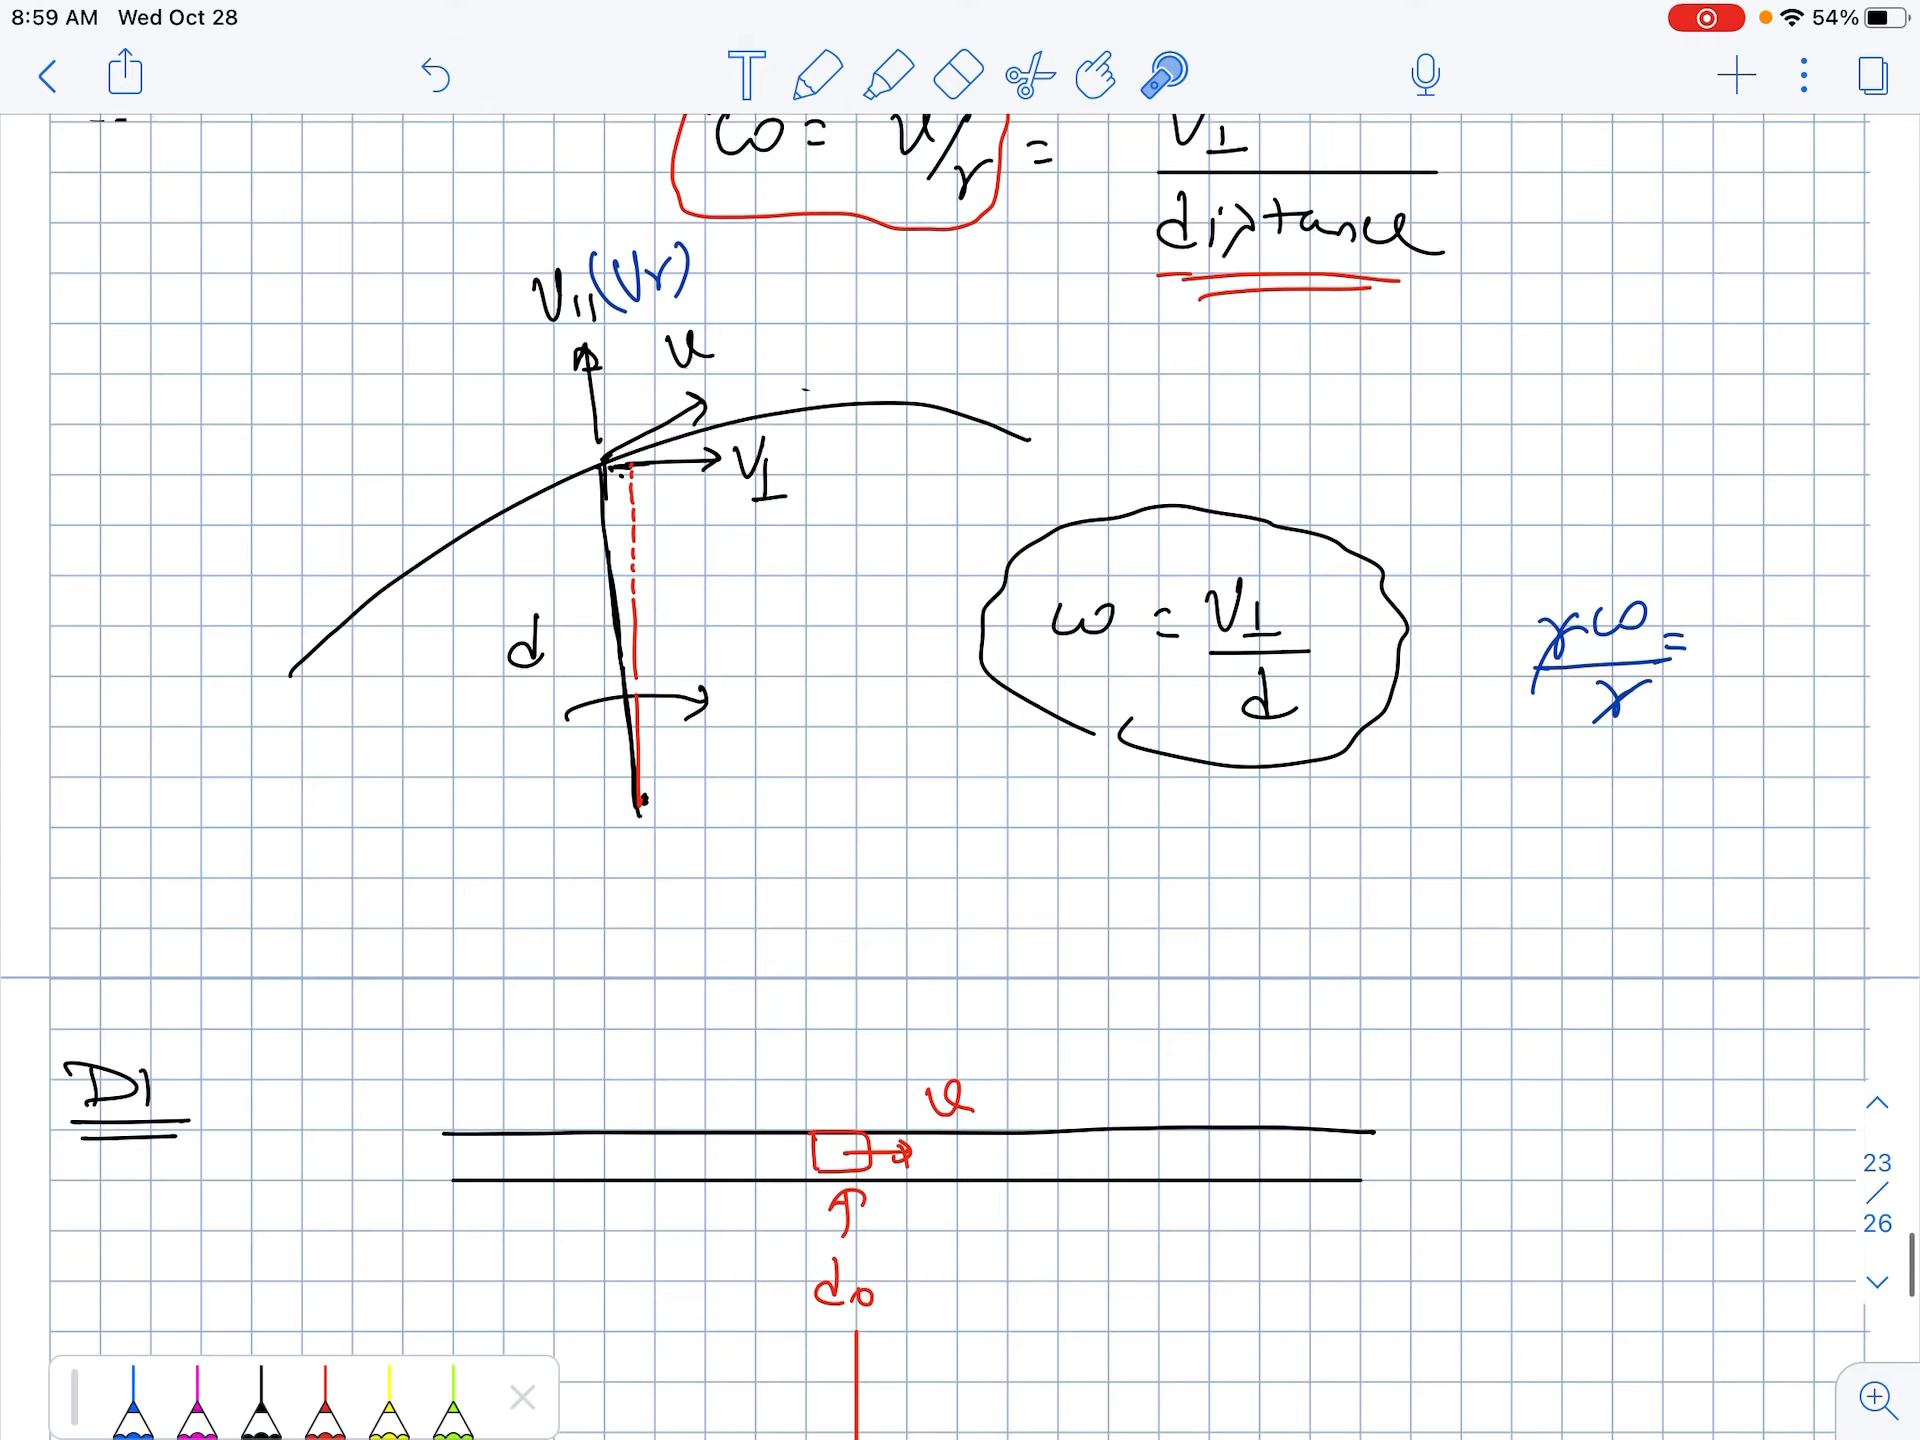 8:59 AM Wed Oct 28 54%
T
ω = v/r = V⊥ / distance
V|| (Vr)
v
V⊥
d
ω = V⊥ / d
rω / r =
D1
v
d0
23
/
26